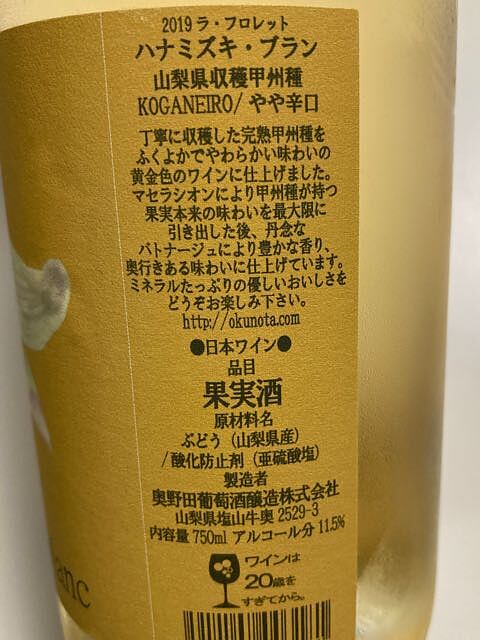 2019 ラ・フロレット
ハナミズキ・ブラン
山梨県収穫甲州種
KOGANEIRO/やや辛口
丁寧に収穫した完熟甲州種を
ふくよかでやわらかい味わいの
黄金色のワインに仕上げました。
マセラシオンにより甲州種が持つ
果実本来の味わいを最大限に
引き出した後、丹念な
バトナージュにより豊かな香り、
奥行きある味わいに仕上げています。
ミネラルたっぷりの優しいおいしさを
どうぞお楽しみ下さい。
http://okunota.com
●日本ワイン●
品目
果実酒
原材料名
ぶどう（山梨県産）
/酸化防止剤（亜硫酸塩）
製造者
奥野田葡萄酒醸造株式会社
山梨県塩山牛奥2529-3
内容量750ml アルコール分11.5%
ワインは
20歳を
すぎてから。